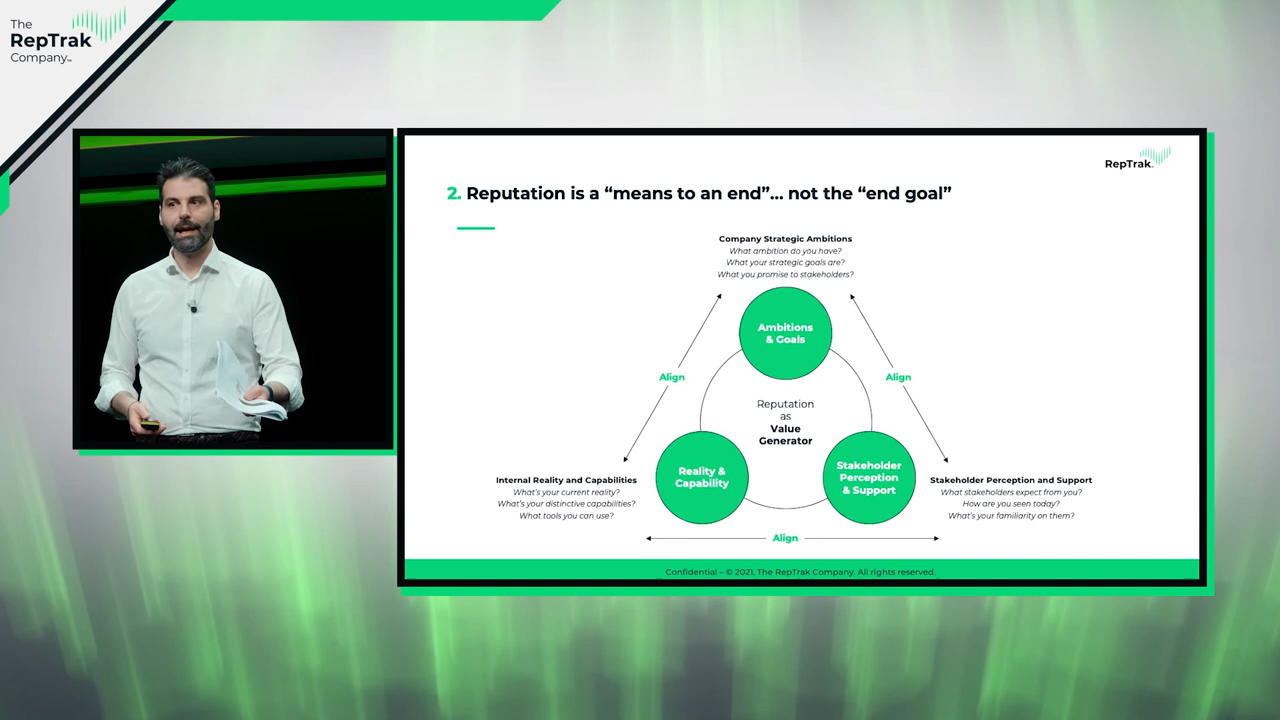 The
RepTrak
Company™
RepTrak™
2. Reputation is a “means to an end”... not the “end goal”
Company Strategic Ambitions
What ambition do you have?
What your strategic goals are?
What you promise to stakeholders?
Ambitions
& Goals
Align
Align
Reputation
as
Value
Generator
Reality &
Capability
Stakeholder
Perception
& Support
Internal Reality and Capabilities
What’s your current reality?
What’s your distinctive capabilities?
What tools you can use?
Stakeholder Perception and Support
What stakeholders expect from you?
How are you seen today?
What’s your familiarity on them?
Align
Confidential – © 2021, The RepTrak Company. All rights reserved.